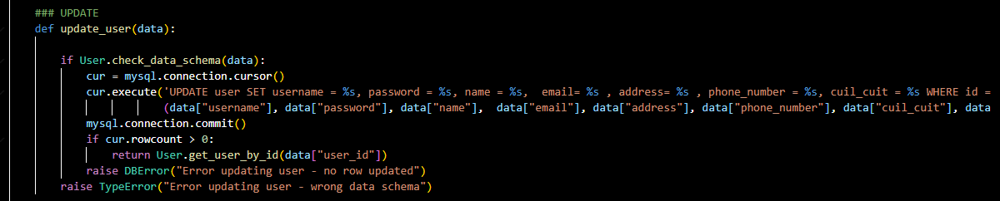 ### UPDATE
def update_user(data):
if User.check_data_schema(data):
cur = mysql.connection.cursor()
cur.execute('UPDATE user SET username = %s, password = %s, name = %s,  email= %s , address= %s , phone_number = %s, cuil_cuit = %s WHERE id =
(data["username"], data["password"], data["name"],  data["email"], data["address"], data["phone_number"], data["cuil_cuit"], data
mysql.connection.commit()
if cur.rowcount > 0:
return User.get_user_by_id(data["user_id"])
raise DBError("Error updating user - no row updated")
raise TypeError("Error updating user - wrong data schema")